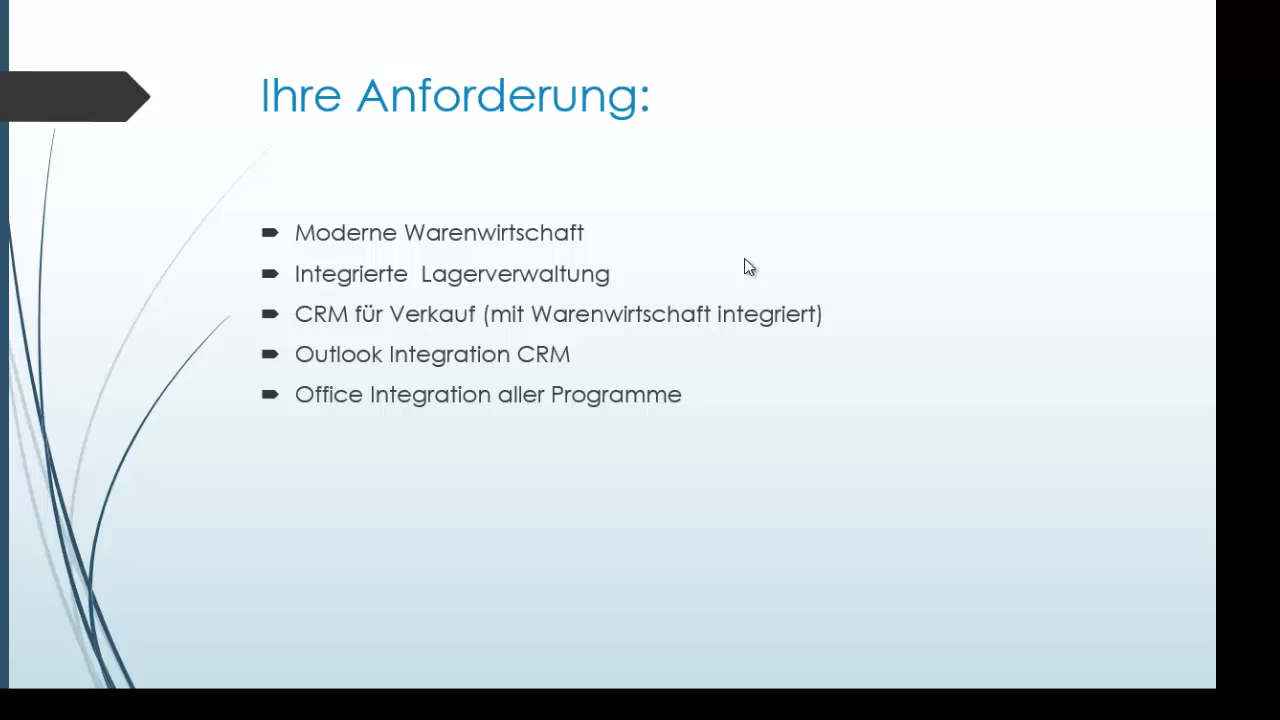 Ihre Anforderung:
Moderne Warenwirtschaft
Integrierte Lagerverwaltung
CRM für Verkauf (mit Warenwirtschaft integriert)
Outlook Integration CRM
Office Integration aller Programme